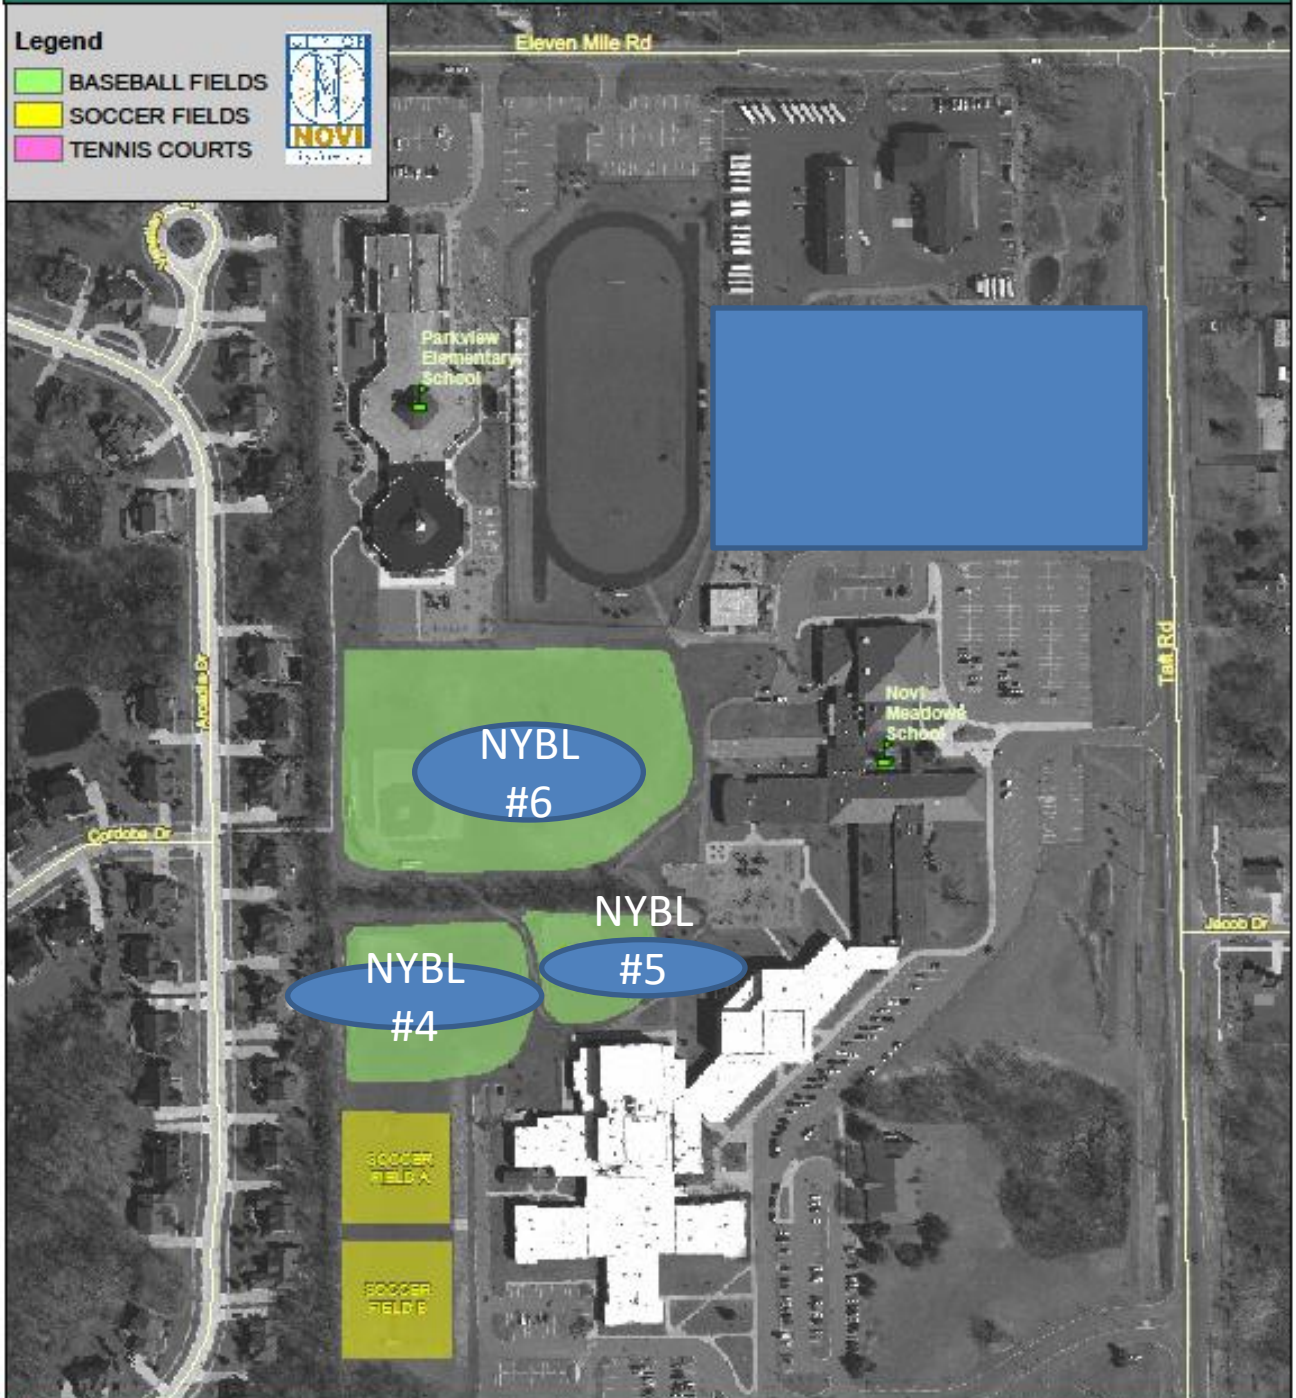 Legend
BASEBALL FIELDS
SOCCER FIELDS
TENNIS COURTS
NOVI
Eleven Mile Rd
Parkview
Elementary
School
Taft Rd
Arcadia Dr
Novi
Meadows
School
NYBL
#6
Cordoba Dr
NYBL
#5
Jacob Dr
NYBL
#4
SOCCER
FIELD A
SOCCER
FIELD B